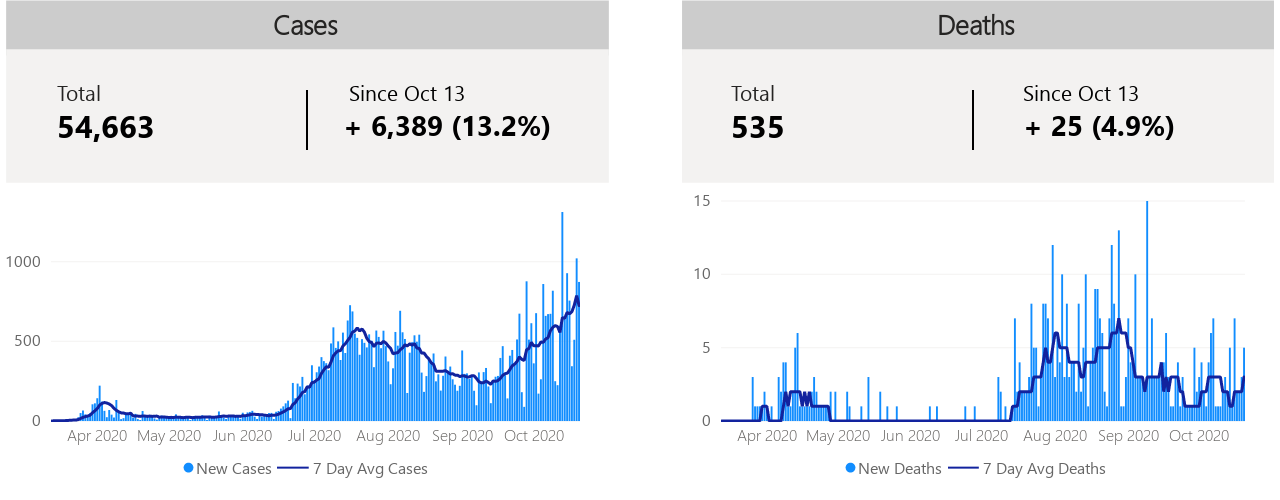 Cases
Total
Since Oct 13
54,663
+ 6,389 (13.2%)
1000
500
0
Apr 2020 May 2020 Jun 2020 Jul 2020 Aug 2020 Sep 2020 Oct 2020
New Cases 7 Day Avg Cases
Deaths
Total
Since Oct 13
535
+ 25 (4.9%)
15
10
5
0
Apr 2020 May 2020 Jun 2020 Jul 2020 Aug 2020 Sep 2020 Oct 2020
New Deaths 7 Day Avg Deaths